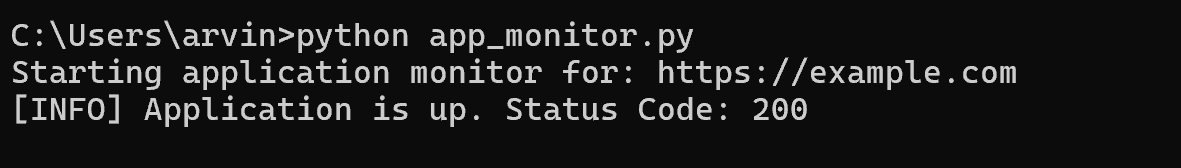 C:\Users\arvin>python app_monitor.py
Starting application monitor for: https://example.com
[INFO] Application is up. Status Code: 200